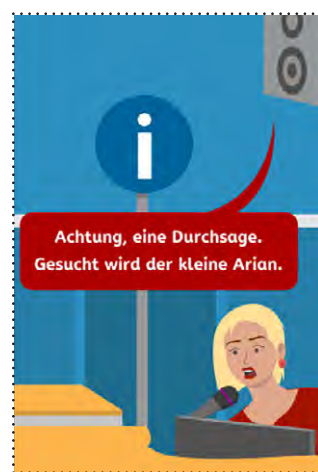 i
Achtung, eine Durchsage.
Gesucht wird der kleine Arian.